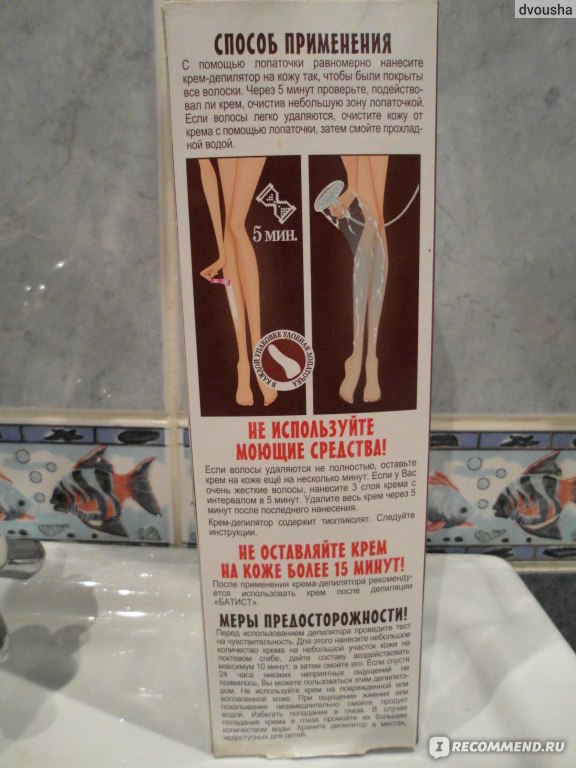 dvousha
СПОСОБ ПРИМЕНЕНИЯ
С помощью лопаточки равномерно нанесите
крем-депилятор на кожу так, чтобы были покрыты
все волоски. Через 5 минут проверьте, подейство-
вал ли крем, очистив небольшую зону лопаточкой.
Если волосы легко удаляются, очистите кожу от
крема с помощью лопаточки, затем смойте прохлад-
ной водой.
5 МИН.
В КАЖДОЙ УПАКОВКЕ УДОБНАЯ ЛОПАТОЧКА
НЕ ИСПОЛЬЗУЙТЕ
МОЮЩИЕ СРЕДСТВА!
Если волосы удаляются не полностью, оставьте
крем на коже ещё на несколько минут. Если у Вас
очень жесткие волосы, нанесите 3 слоя крема с
интервалом в 5 минут. Удалите весь крем через 5
минут после последнего нанесения.
Крем-депилятор содержит тиогликолят. Следуйте
инструкции.
НЕ ОСТАВЛЯЙТЕ КРЕМ
НА КОЖЕ БОЛЕЕ 15 МИНУТ!
После применения крема-депилятора рекоменду-
ется использовать крем после депиляции
«БАТИСТ».
МЕРЫ ПРЕДОСТОРОЖНОСТИ!
Перед использованием депилятора проведите тест
на чувствительность. Для этого нанесите небольшое
количество крема на небольшой участок кожи на
локтевом сгибе, дайте составу воздействовать
максимум 10 минут, а затем смойте его. Если спустя
24 часа никаких неприятных ощущений не
появилось, Вы можете пользоваться этим депилято-
ром. Не используйте крем на поврежденной или
воспаленной коже. При ощущении жжения или
покалывания незамедлительно смойте продукт
водой. Избегать попадания в глаза. В случае
попадания крема в глаза промойте их большим
количеством воды. Храните депилятор в местах,
недоступных для детей.
I RECOMMEND.RU